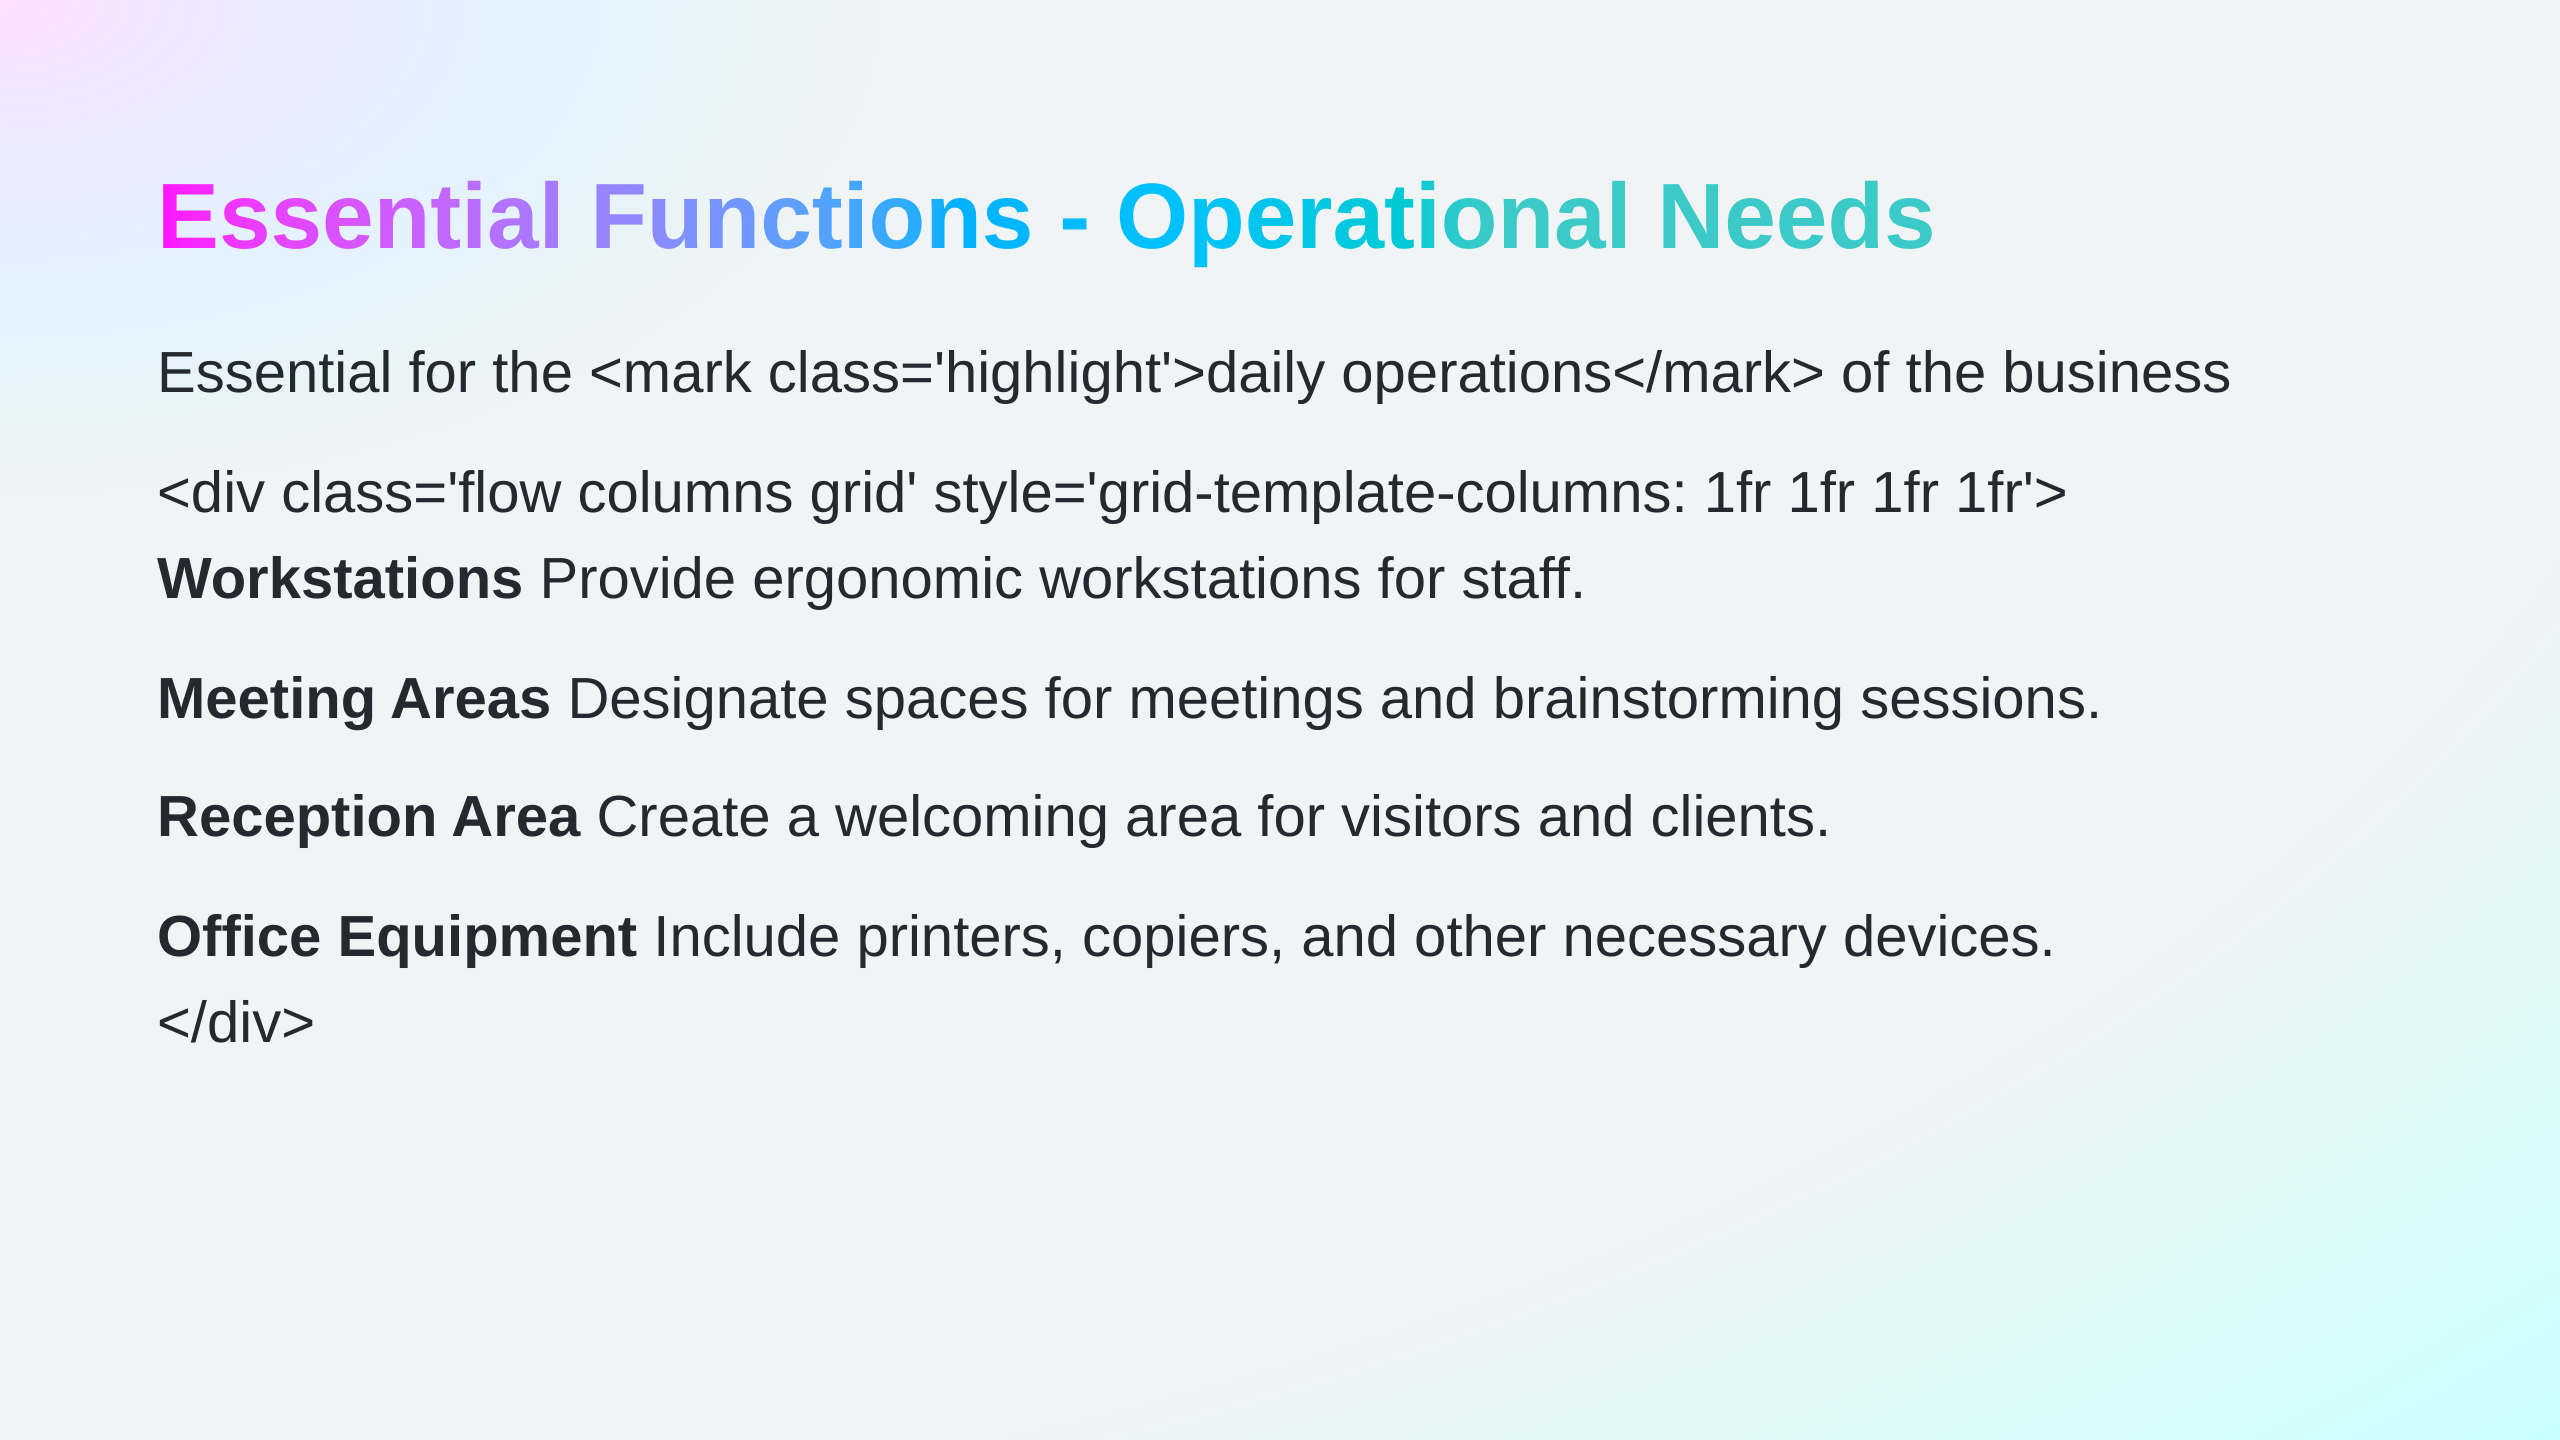 Essential Functions - Operational Needs
Essential for the <mark class='highlight'>daily operations</mark> of the business
<div class='flow columns grid' style='grid-template-columns: 1fr 1fr 1fr 1fr'>
Workstations Provide ergonomic workstations for staff.
Meeting Areas Designate spaces for meetings and brainstorming sessions.
Reception Area Create a welcoming area for visitors and clients.
Office Equipment Include printers, copiers, and other necessary devices.
</div>